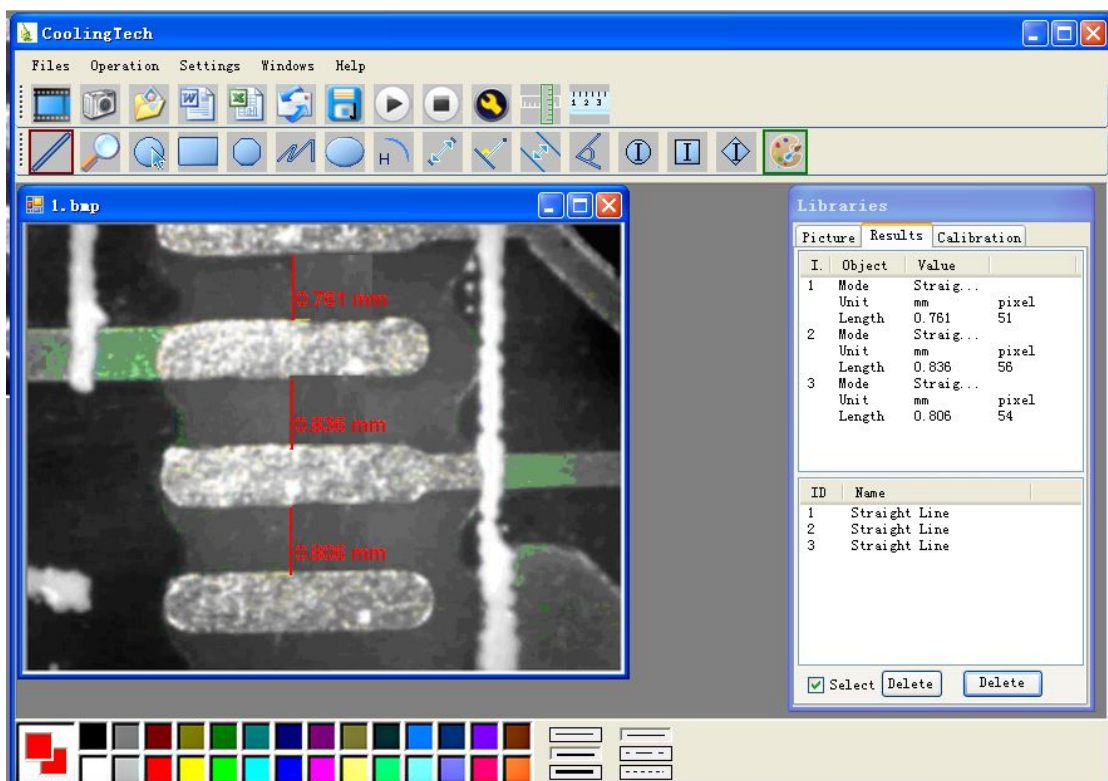 CoolingTech
Files Operation Settings Windows Help
1 2 3
H
I I I
1.bmp
0.761 mm
0.836 mm
0.806 mm
Libraries
Picture Results Calibration
I. Object Value
1 Mode Straig...
Unit mm pixel
Length 0.761 51
2 Mode Straig...
Unit mm pixel
Length 0.836 56
3 Mode Straig...
Unit mm pixel
Length 0.806 54
ID Name
1 Straight Line
2 Straight Line
3 Straight Line
Select Delete Delete